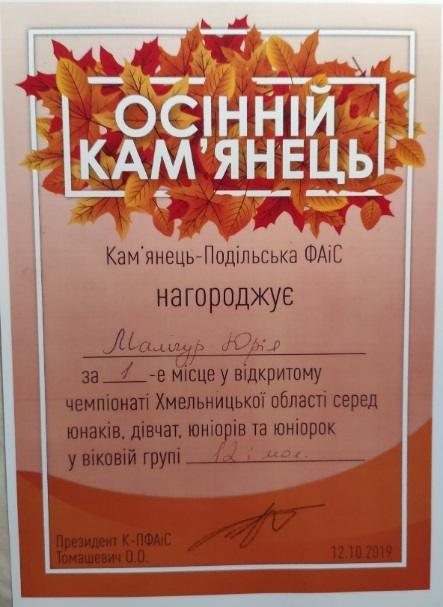 ОСІННІЙ
КАМ'ЯНЕЦЬ
Кам'янець-Подільська ФАіС
нагороджує
Малігур Юрія
за 1 -е місце у відкритому
чемпіонаті Хмельницької області серед
юнаків, дівчат, юніорів та юніорок
у віковій групі 12 і мол.
Президент К-ПФАіС
Томашевич О.О.
12.10.2019